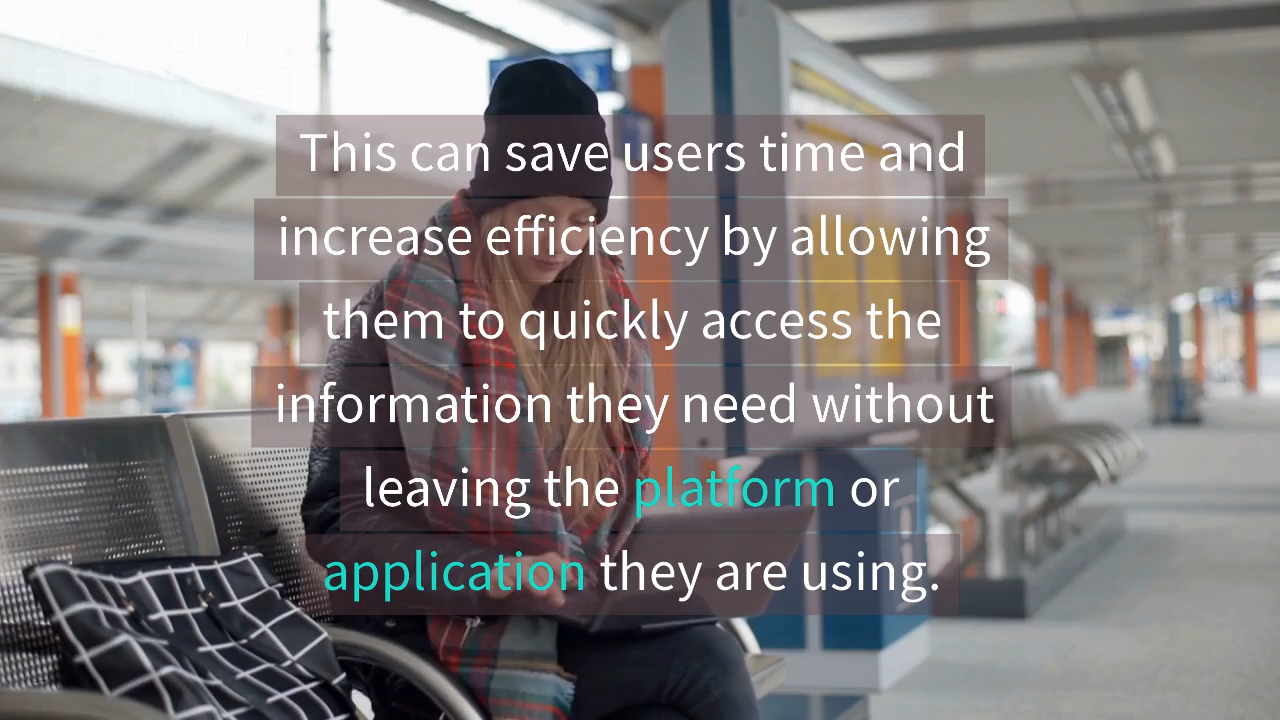 This can save users time and
increase efficiency by allowing
them to quickly access the
information they need without
leaving the platform or
application they are using.